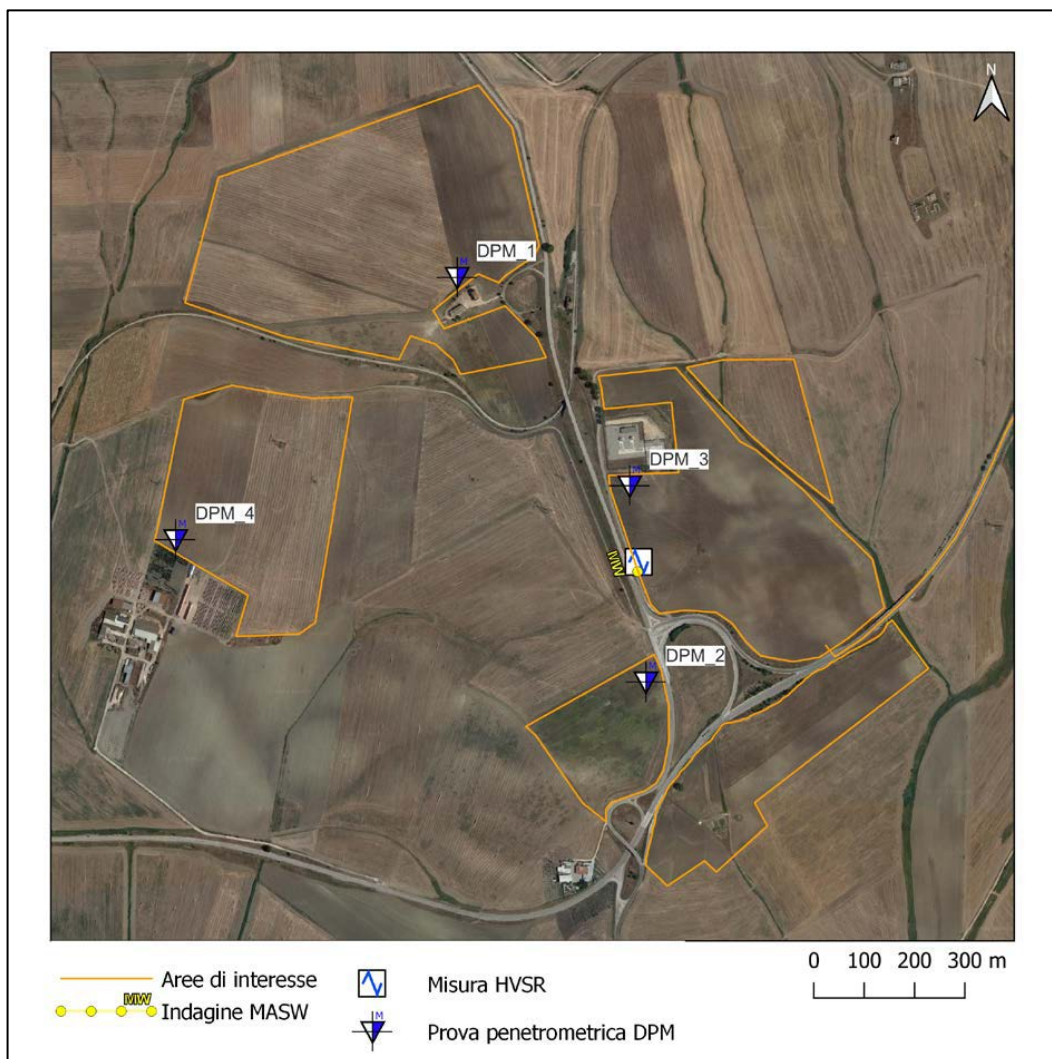 N
DPM_1
M
DPM_3
M
DPM_4
M
MW
DPM_2
M
Aree di interesse
MW
Indagine MASW
Misura HVSR
Prova penetrometrica DPM
0 100 200 300 m